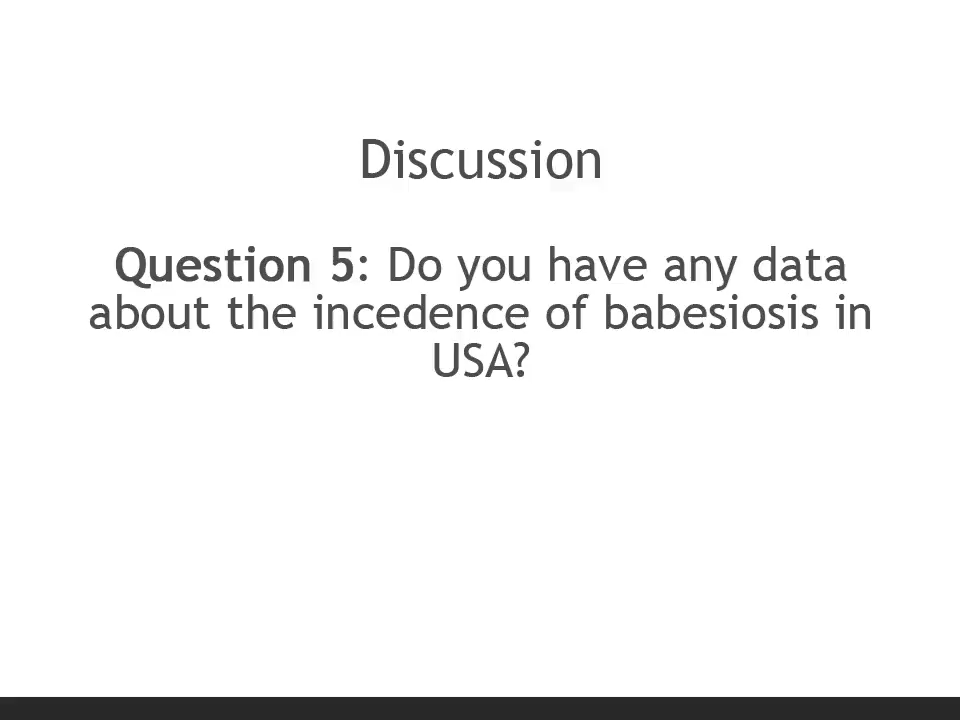 Discussion
Question 5: Do you have any data
about the incedence of babesiosis in
USA?